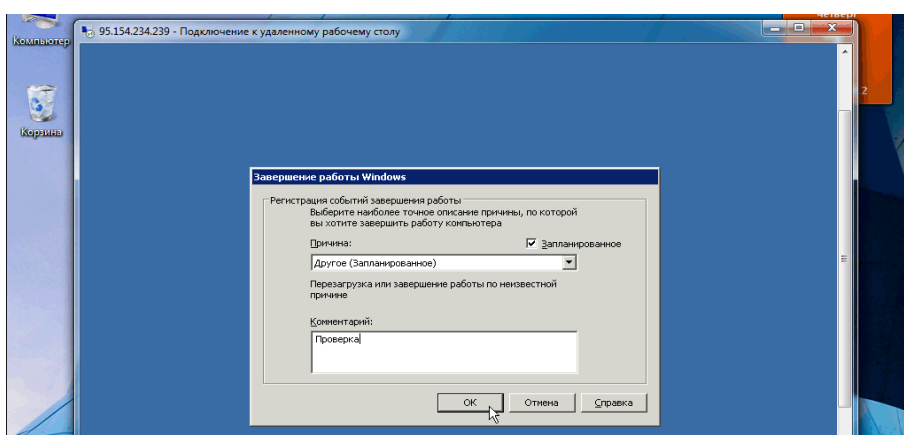 четверг
Компьютер
95.154.234.239 - Подключение к удаленному рабочему столу
2
Корзина
Завершение работы Windows
Регистрация событий завершения работы
Выберите наиболее точное описание причины, по которой
вы хотите завершить работу компьютера
Причина:
Запланированное
Другое (Запланированное)
Перезагрузка или завершение работы по неизвестной
причине
Комментарий:
Проверка
OK
Отмена
Справка